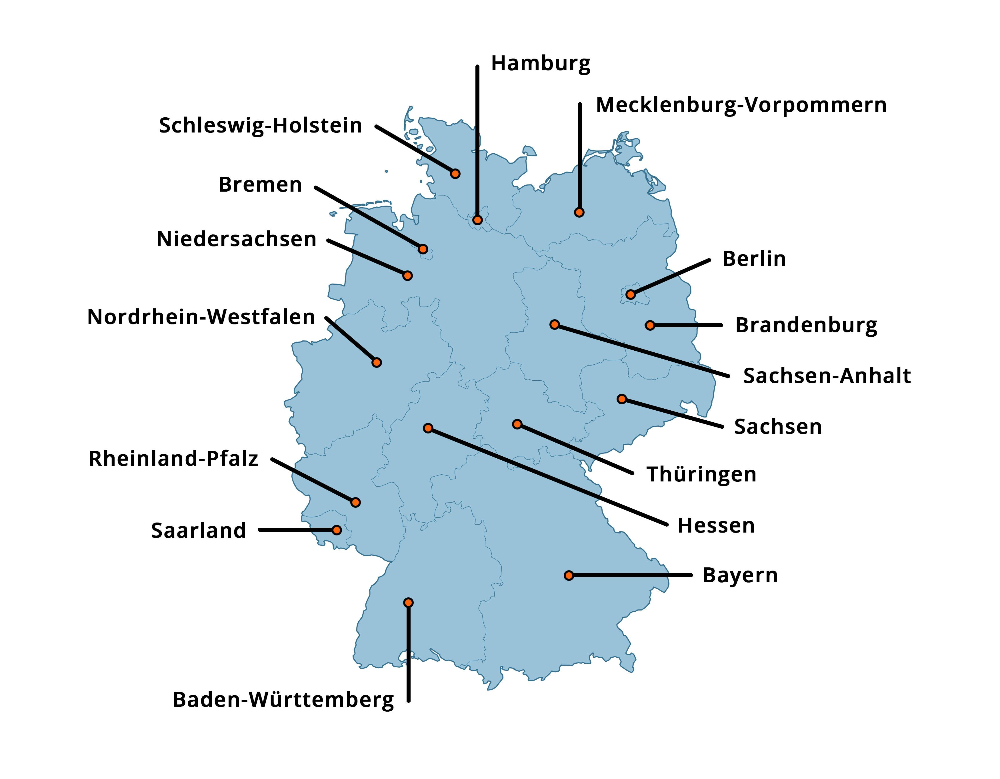 Hamburg
Mecklenburg-Vorpommern
Schleswig-Holstein
Bremen
Niedersachsen
Berlin
Nordrhein-Westfalen
Brandenburg
Sachsen-Anhalt
Sachsen
Rheinland-Pfalz
Thüringen
Hessen
Saarland
Bayern
Baden-Württemberg